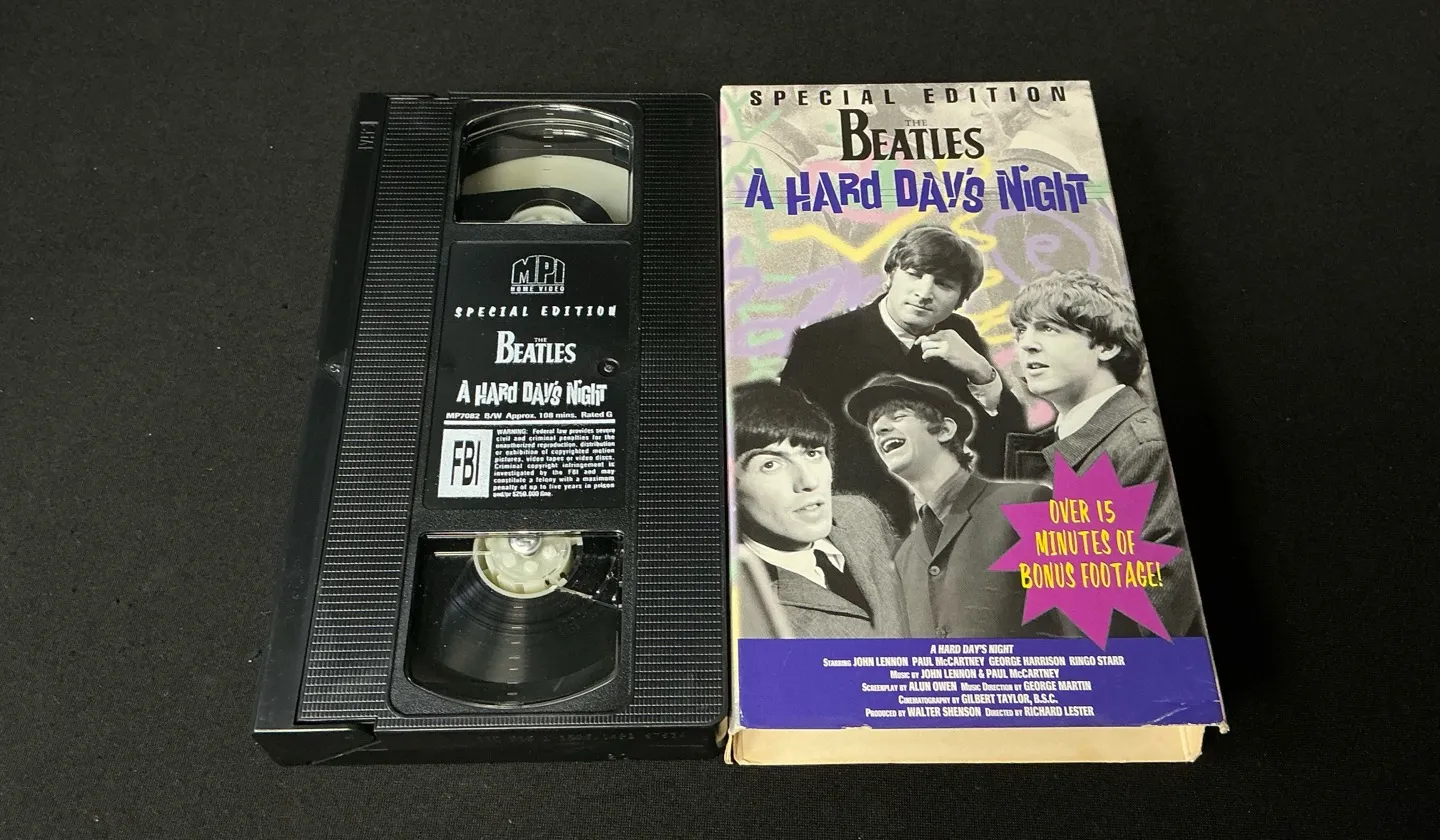 MPI
HOME VIDEO
SPECIAL EDITION
THE
BEATLES
A HARD DAY'S NIGHT
MP7082 B/W Approx. 108 mins. Rated G
FBI
WARNING: Federal law provides severe
civil and criminal penalties for the
unauthorized reproduction, distribution
or exhibition of copyrighted motion
pictures, video tapes or video discs.
Criminal copyright infringement is
investigated by the FBI and may
constitute a felony with a maximum
penalty of up to five years in prison
and/or $250,000 fine.
SPECIAL EDITION
THE
BEATLES
A HARD DAY'S NIGHT
OVER 15
MINUTES OF
BONUS FOOTAGE!
A HARD DAY'S NIGHT
STARRING JOHN LENNON PAUL McCARTNEY GEORGE HARRISON RINGO STARR
MUSIC BY JOHN LENNON & PAUL McCARTNEY
SCREENPLAY BY ALUN OWEN MUSIC DIRECTION BY GEORGE MARTIN
CINEMATOGRAPHY BY GILBERT TAYLOR, B.S.C.
PRODUCED BY WALTER SHENSON DIRECTED BY RICHARD LESTER